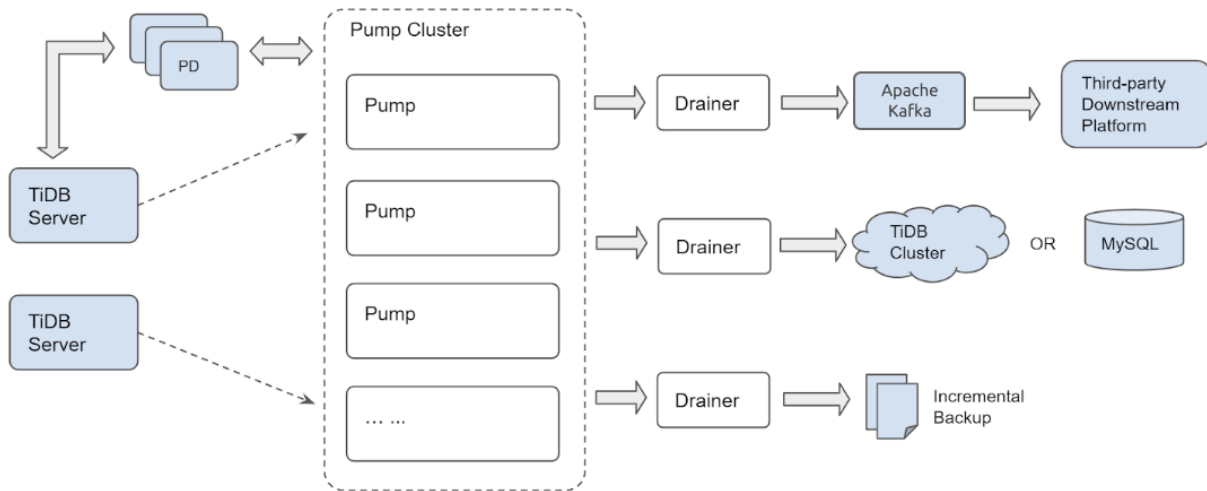 Pump Cluster
PD
Pump
Drainer
Apache
Kafka
Third-party
Downstream
Platform
TiDB
Server
Pump
Drainer
TiDB
Cluster
OR
MySQL
TiDB
Server
Pump
... ...
Drainer
Incremental
Backup